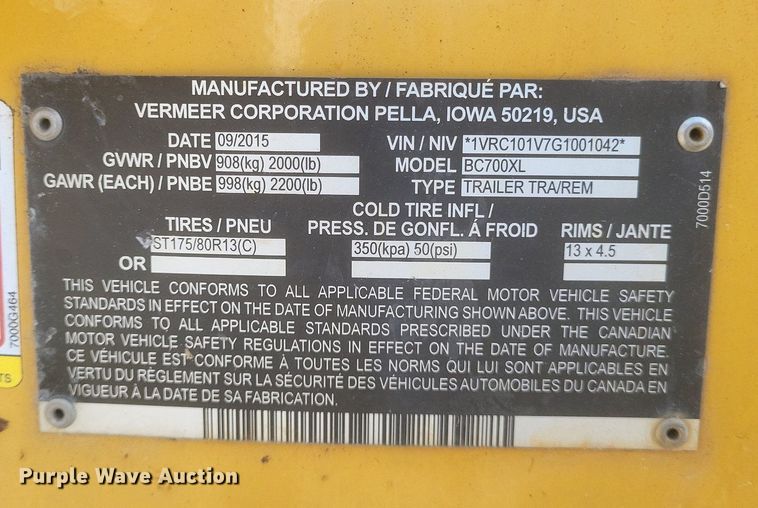 MANUFACTURED BY / FABRIQUÉ PAR:
VERMEER CORPORATION PELLA, IOWA 50219, USA
DATE 09/2015 VIN / NIV *1VRC101V7G1001042*
GVWR / PNBV 908(kg) 2000(lb) MODEL BC700XL
GAWR (EACH) / PNBE 998(kg) 2200(lb) TYPE TRAILER TRA/REM
COLD TIRE INFL /
TIRES / PNEU PRESS. DE GONFL. Á FROID RIMS / JANTE
ST175/80R13(C) 350(kpa) 50(psi) 13 x 4.5
OR
THIS VEHICLE CONFORMS TO ALL APPLICABLE FEDERAL MOTOR VEHICLE SAFETY
STANDARDS IN EFFECT ON THE DATE OF MANUFACTURING SHOWN ABOVE. THIS VEHICLE
CONFORMS TO ALL APPLICABLE STANDARDS PRESCRIBED UNDER THE CANADIAN
MOTOR VEHICLE SAFETY REGULATIONS IN EFFECT ON THE DATE OF MANUFACTURE.
CE VÉHICULE EST CONFORME À TOUTES LES NORMES QUI LUI SONT APPLICABLES EN
VERTU DU RÈGLEMENT SUR LA SÉCURITÉ DES VÉHICULES AUTOMOBILES DU CANADA EN
VIGUEUR À LA DATE DE SA FABRICATION.
7000D514
7000G464
TS
Purple Wave Auction